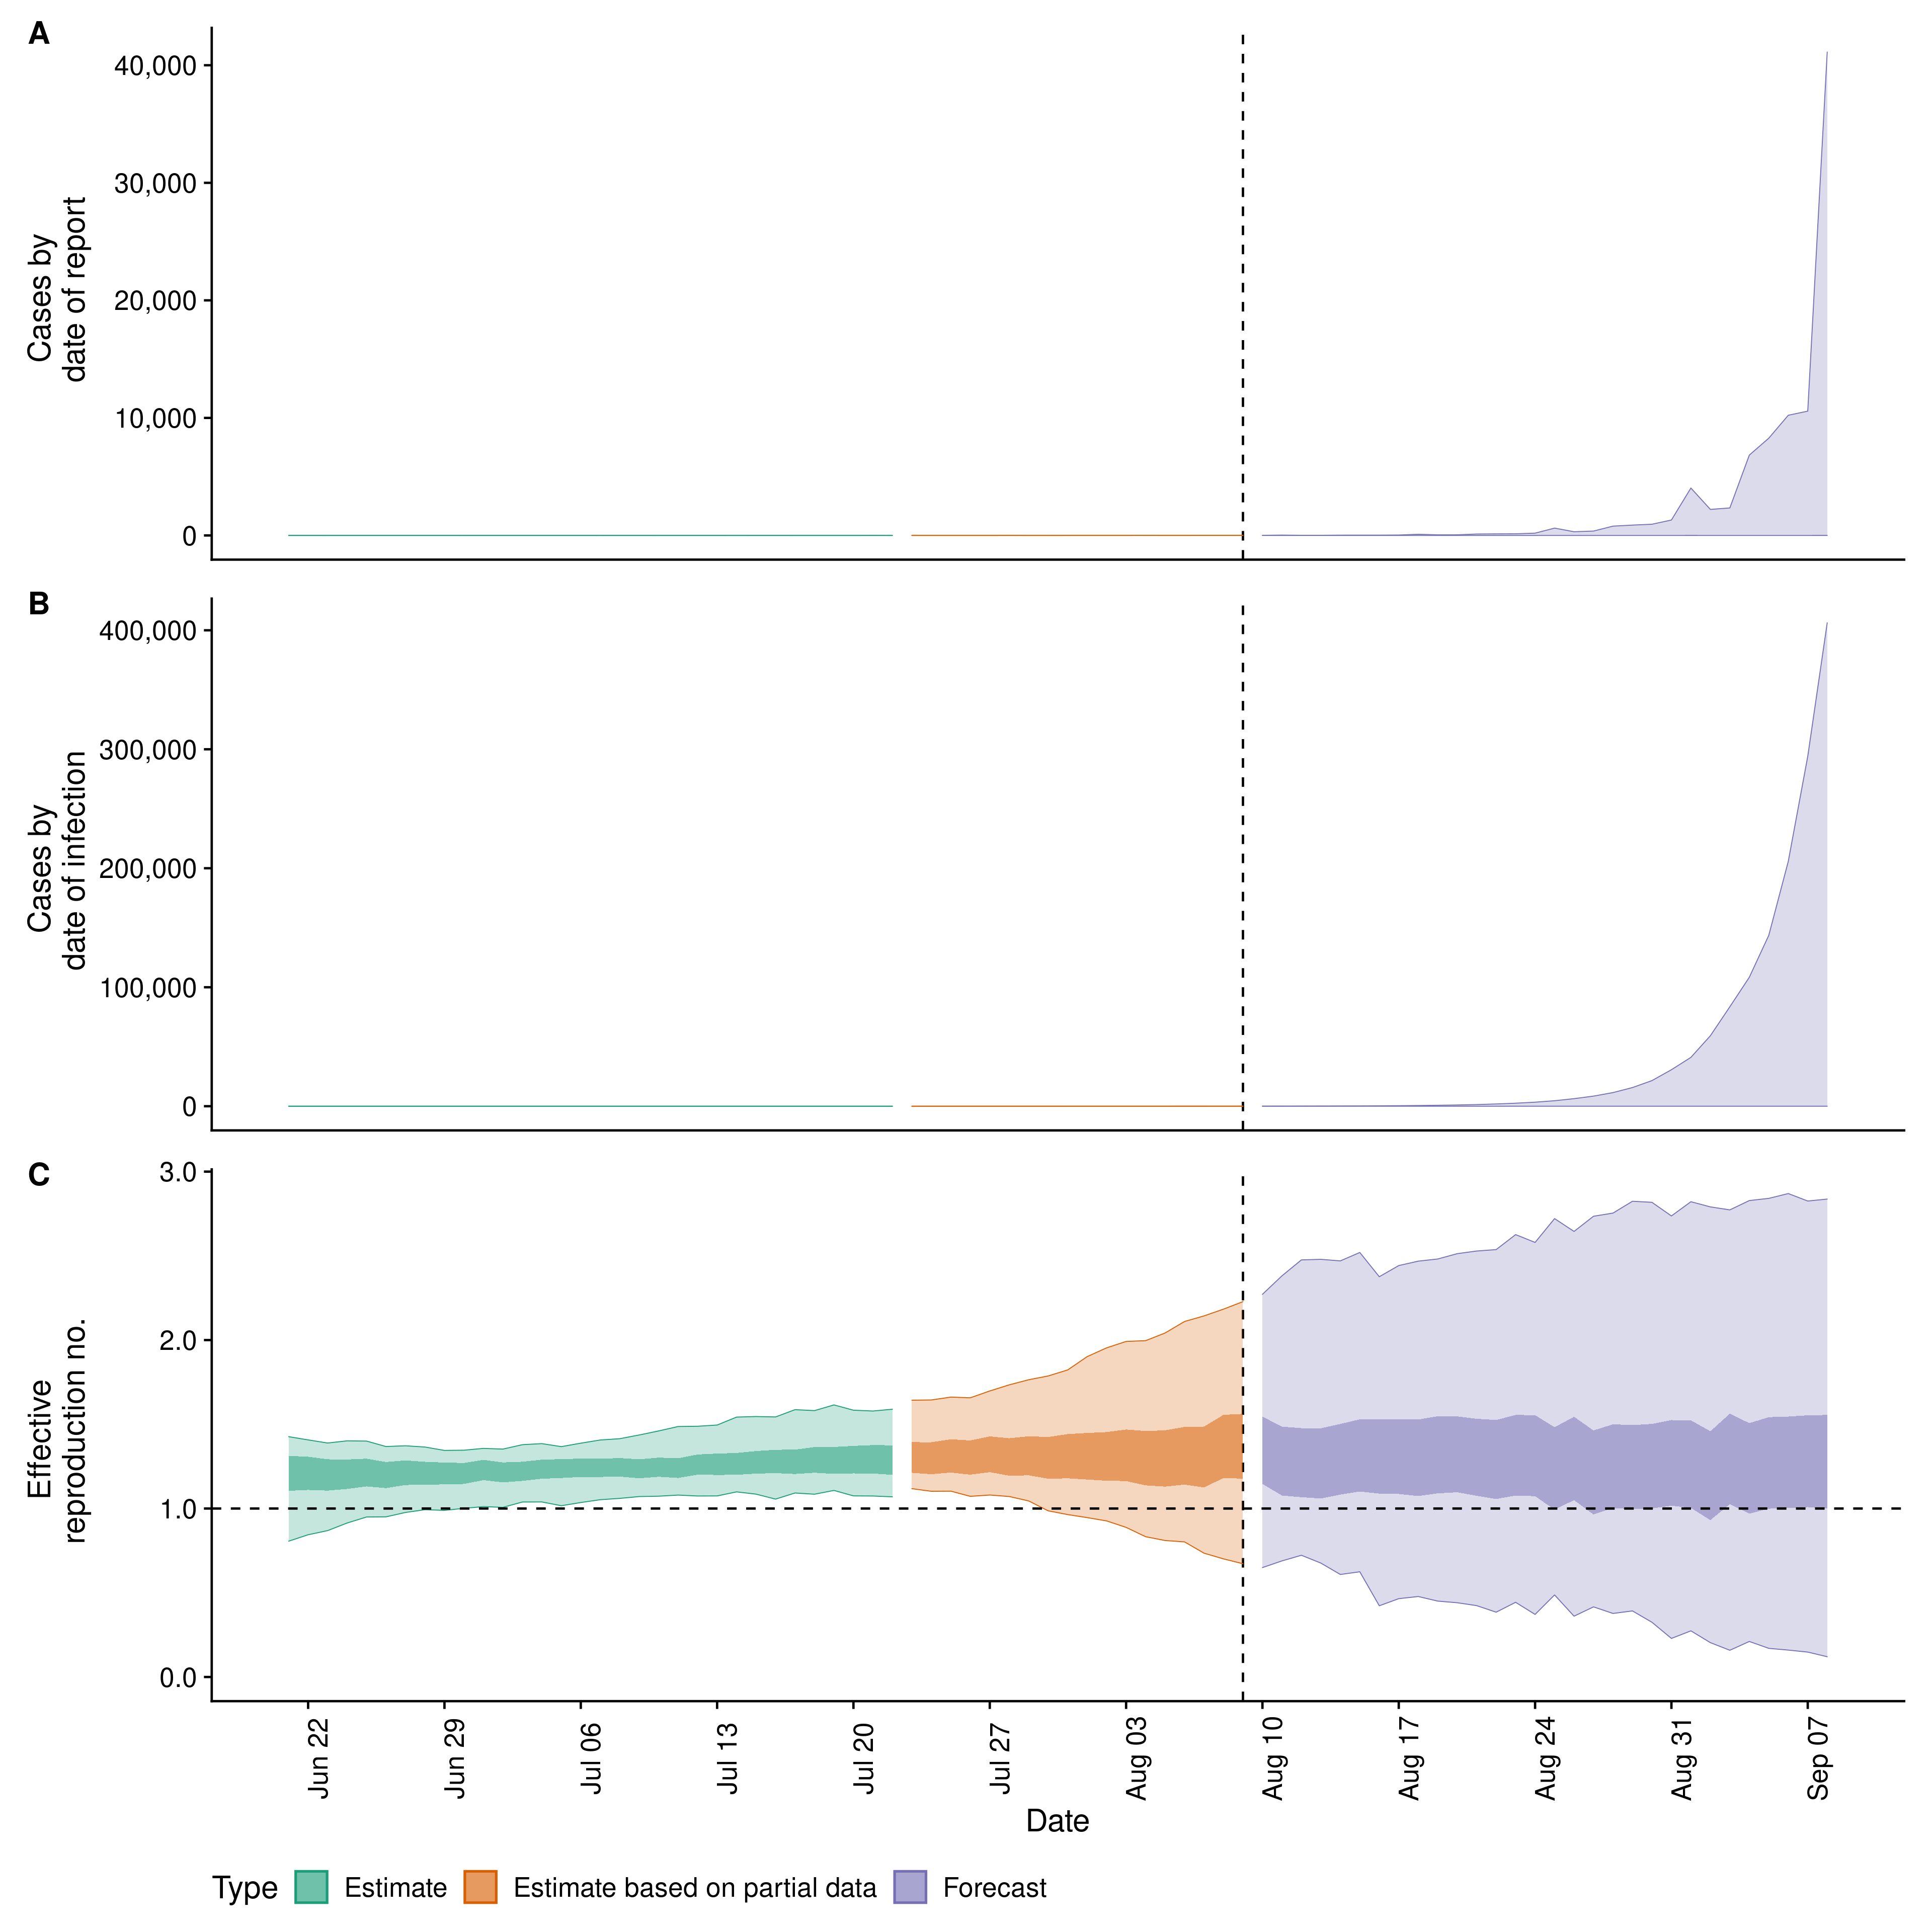 A
40,000
30,000
20,000
10,000
0
Cases by
date of report
B
400,000
300,000
200,000
100,000
0
Cases by
date of infection
C
3.0
2.0
1.0
0.0
Effective
reproduction no.
Jun 22
Jun 29
Jul 06
Jul 13
Jul 20
Jul 27
Aug 03
Aug 10
Aug 17
Aug 24
Aug 31
Sep 07
Date
Type Estimate Estimate based on partial data Forecast